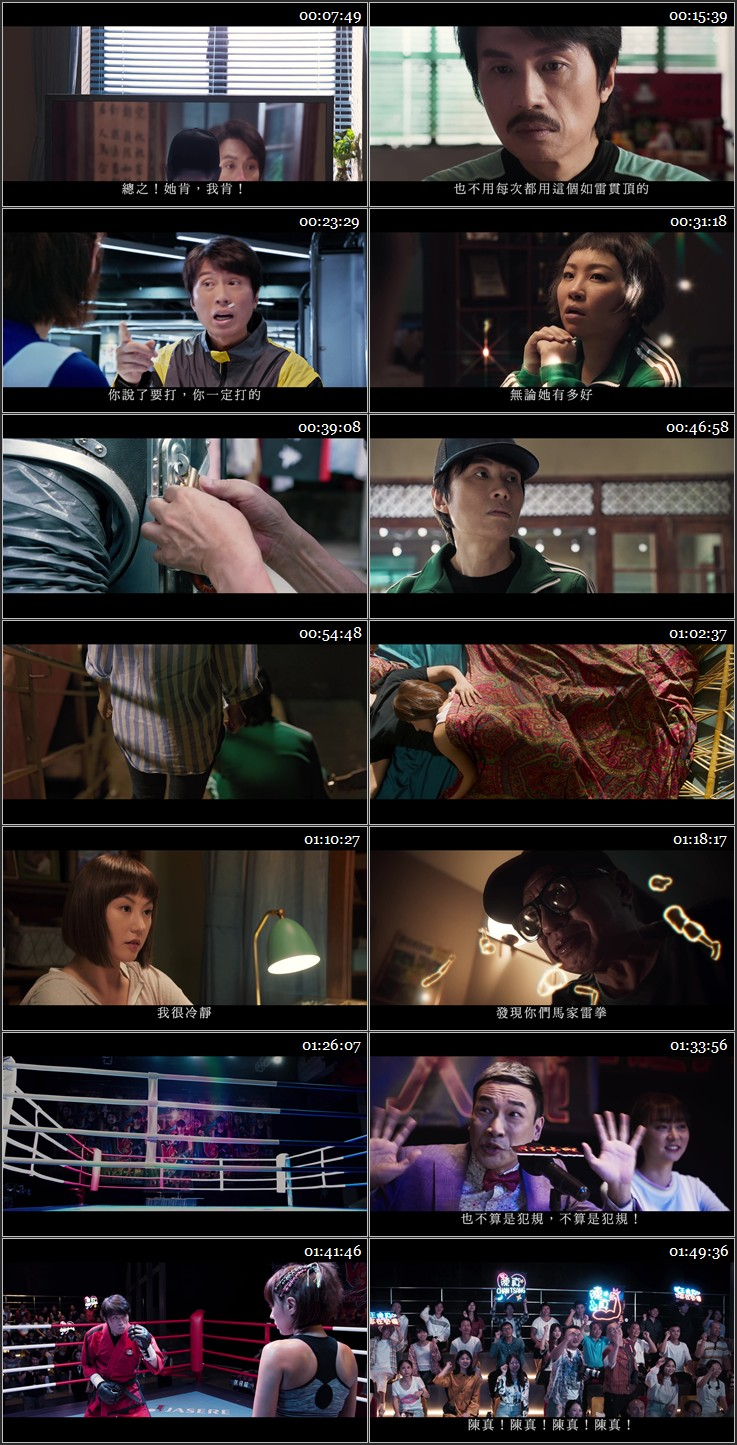 00:07:49
總之！她肯，我肯！
00:15:39
也不用每次都用這個如雷貫頂的
00:23:29
你說了要打，你一定打的
00:31:18
無論她有多好
00:39:08
00:46:58
00:54:48
01:02:37
01:10:27
我很冷靜
01:18:17
發現你們馬家雷拳
01:26:07
01:33:56
也不算是犯規，不算是犯規！
01:41:46
JASERE
01:49:36
CHAN TSANG
陳真！陳真！陳真！陳真！